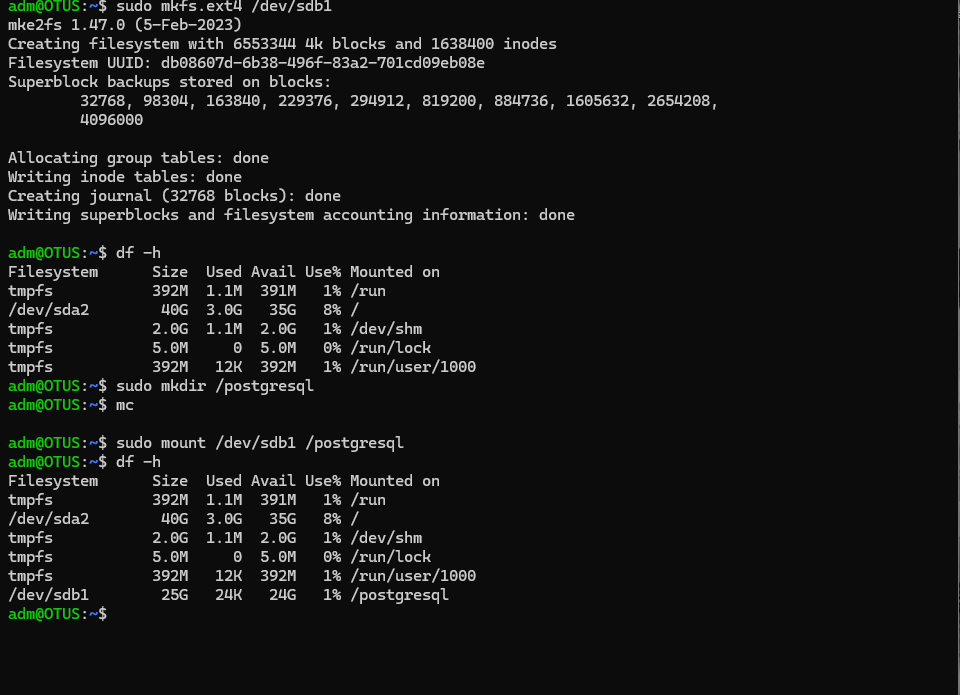 adm@OTUS:~$ sudo mkfs.ext4 /dev/sdb1
mke2fs 1.47.0 (5-Feb-2023)
Creating filesystem with 6553344 4k blocks and 1638400 inodes
Filesystem UUID: db08607d-6b38-496f-83a2-701cd09eb08e
Superblock backups stored on blocks:
        32768, 98304, 163840, 229376, 294912, 819200, 884736, 1605632, 2654208,
        4096000

Allocating group tables: done
Writing inode tables: done
Creating journal (32768 blocks): done
Writing superblocks and filesystem accounting information: done

adm@OTUS:~$ df -h
Filesystem      Size  Used Avail Use% Mounted on
tmpfs           392M  1.1M  391M   1% /run
/dev/sda2        40G  3.0G   35G   8% /
tmpfs           2.0G  1.1M  2.0G   1% /dev/shm
tmpfs           5.0M     0  5.0M   0% /run/lock
tmpfs           392M   12K  392M   1% /run/user/1000
adm@OTUS:~$ sudo mkdir /postgresql
adm@OTUS:~$ mc

adm@OTUS:~$ sudo mount /dev/sdb1 /postgresql
adm@OTUS:~$ df -h
Filesystem      Size  Used Avail Use% Mounted on
tmpfs           392M  1.1M  391M   1% /run
/dev/sda2        40G  3.0G   35G   8% /
tmpfs           2.0G  1.1M  2.0G   1% /dev/shm
tmpfs           5.0M     0  5.0M   0% /run/lock
tmpfs           392M   12K  392M   1% /run/user/1000
/dev/sdb1        25G   24K   24G   1% /postgresql
adm@OTUS:~$